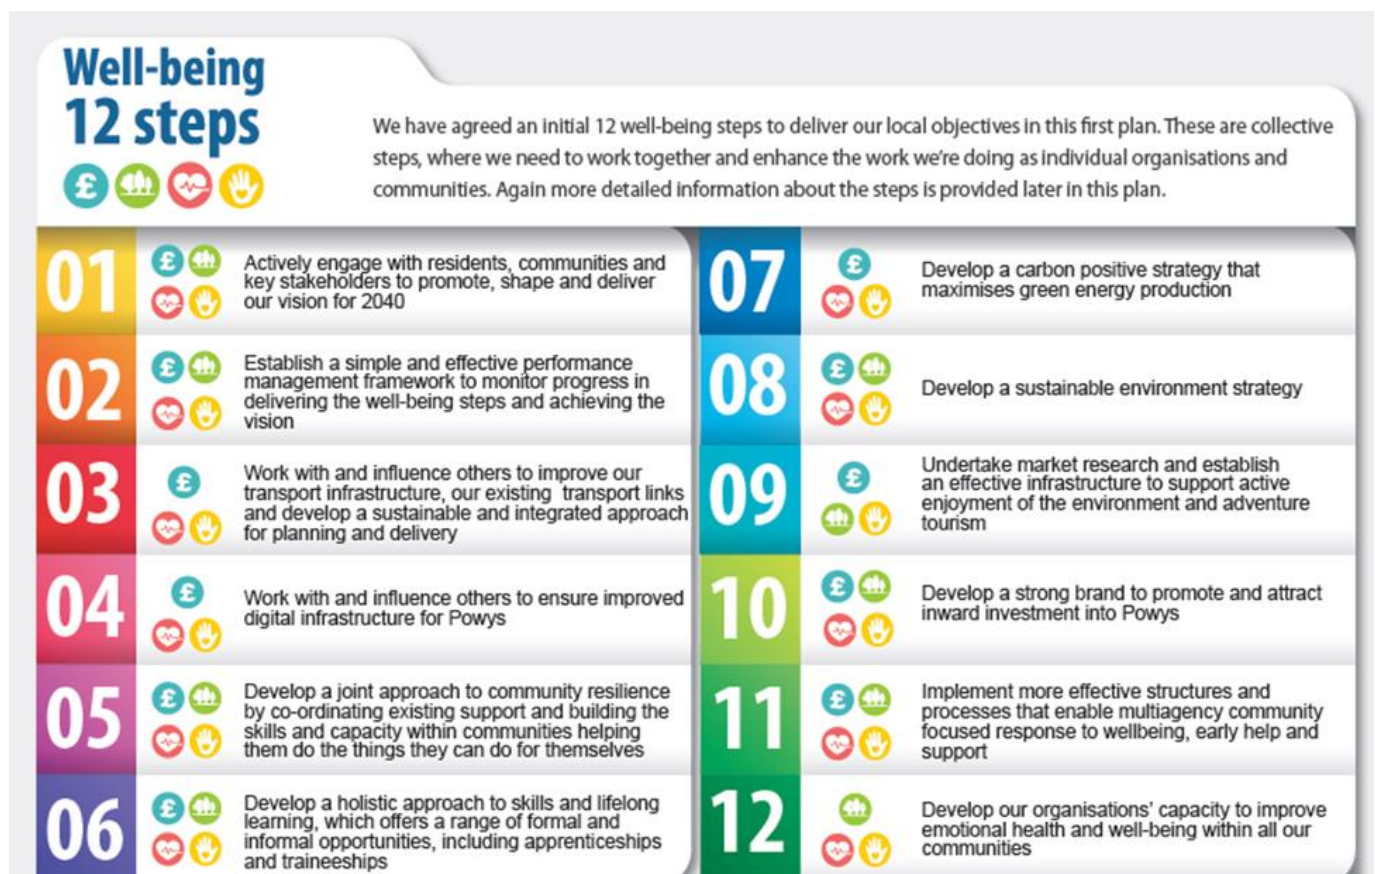 Well-being
12 steps
We have agreed an initial 12 well-being steps to deliver our local objectives in this first plan. These are collective
steps, where we need to work together and enhance the work we're doing as individual organisations and
communities. Again more detailed information about the steps is provided later in this plan.
01
Actively engage with residents, communities and
key stakeholders to promote, shape and deliver
our vision for 2040
02
Establish a simple and effective performance
management framework to monitor progress in
delivering the well-being steps and achieving the
vision
03
Work with and influence others to improve our
transport infrastructure, our existing transport links
and develop a sustainable and integrated approach
for planning and delivery
04
Work with and influence others to ensure improved
digital infrastructure for Powys
05
Develop a joint approach to community resilience
by co-ordinating existing support and building the
skills and capacity within communities helping
them do the things they can do for themselves
06
Develop a holistic approach to skills and lifelong
learning, which offers a range of formal and
informal opportunities, including apprenticeships
and traineeships
07
Develop a carbon positive strategy that
maximises green energy production
08
Develop a sustainable environment strategy
09
Undertake market research and establish
an effective infrastructure to support active
enjoyment of the environment and adventure
tourism
10
Develop a strong brand to promote and attract
inward investment into Powys
11
Implement more effective structures and
processes that enable multiagency community
focused response to wellbeing, early help and
support
12
Develop our organisations' capacity to improve
emotional health and well-being within all our
communities